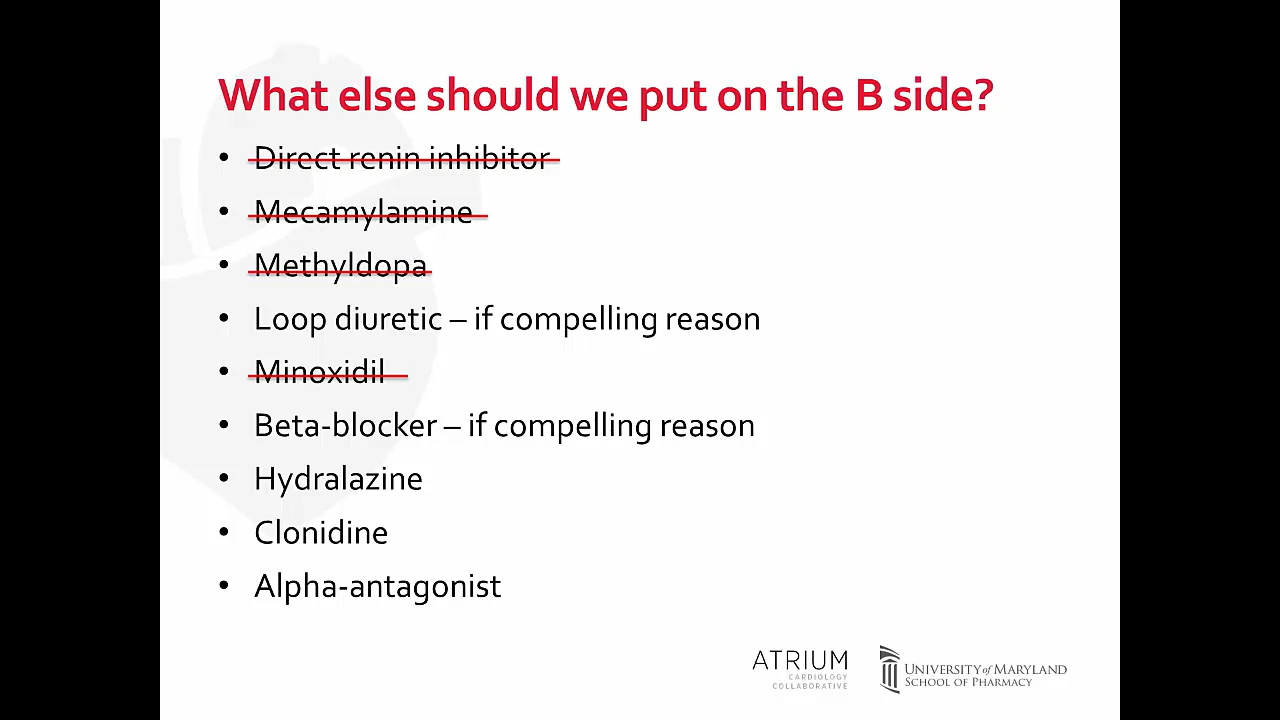 What else should we put on the B side?
• Direct renin inhibitor
• Mecamylamine
• Methyldopa
• Loop diuretic – if compelling reason
• Minoxidil
• Beta-blocker – if compelling reason
• Hydralazine
• Clonidine
• Alpha-antagonist
ATRIUM
CARDIOLOGY
COLLABORATIVE
UNIVERSITY of MARYLAND
SCHOOL OF PHARMACY